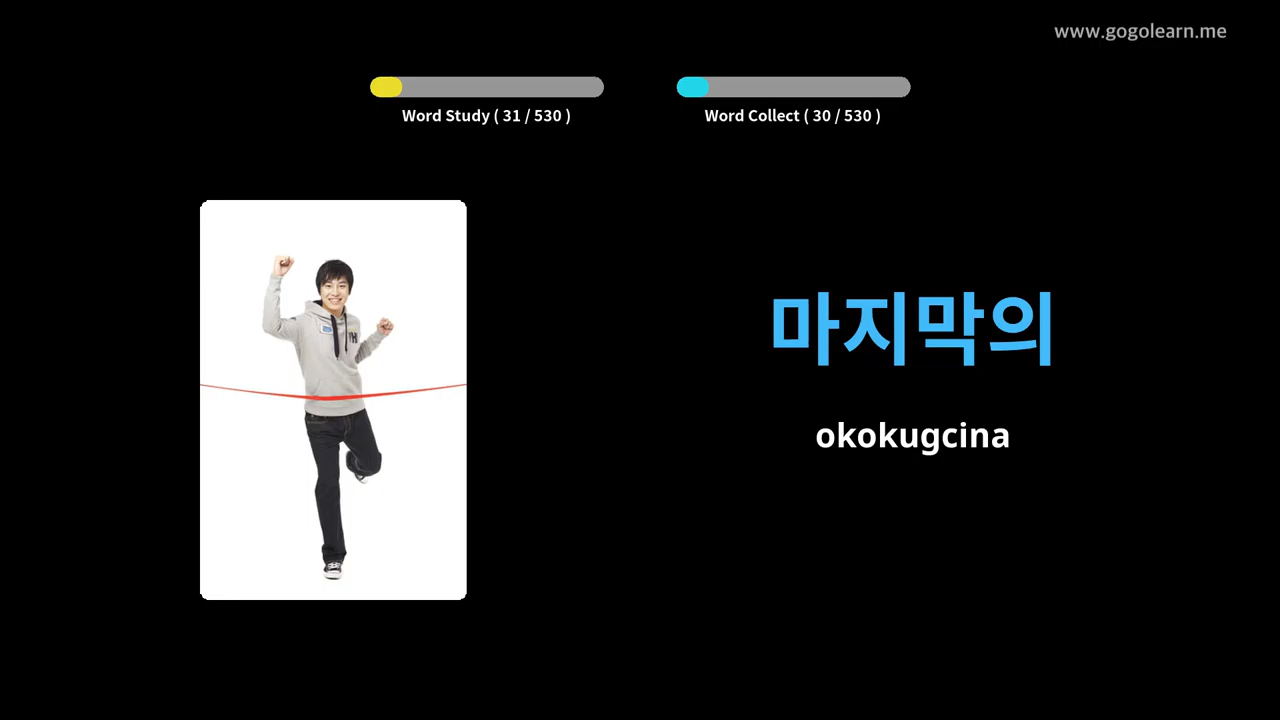 www.gogolearn.me
Word Study ( 31 / 530 )
Word Collect ( 30 / 530 )
마지막의
okokugcina